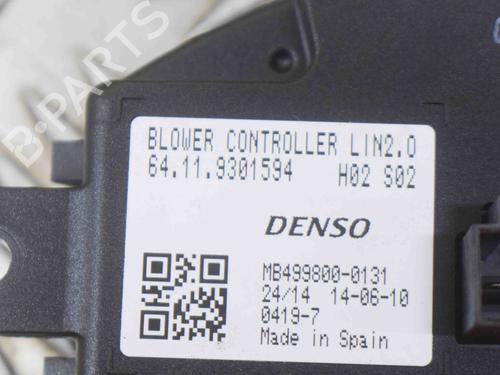 B-PARTS
BLOWER CONTROLLER LIN2.0
64.11.9301594 H02 S02
DENSO
MB499800-0131
24/14 14-06-10
0419-7
Made in Spain